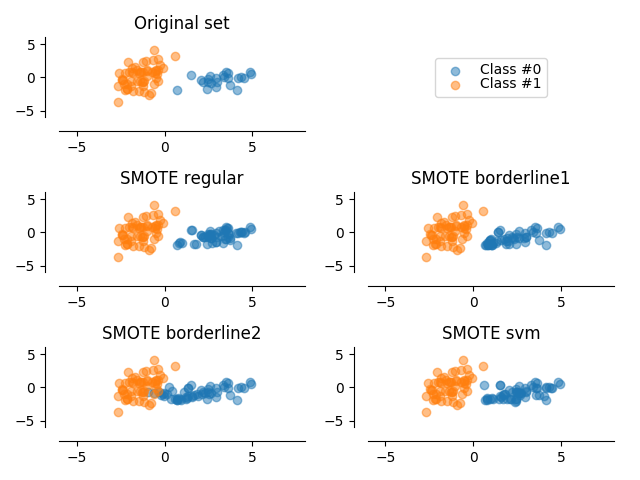 Original set
5
0
−5
−5 0 5
Class #0
Class #1
SMOTE regular
5
0
−5
−5 0 5
SMOTE borderline1
5
0
−5
−5 0 5
SMOTE borderline2
5
0
−5
−5 0 5
SMOTE svm
5
0
−5
−5 0 5